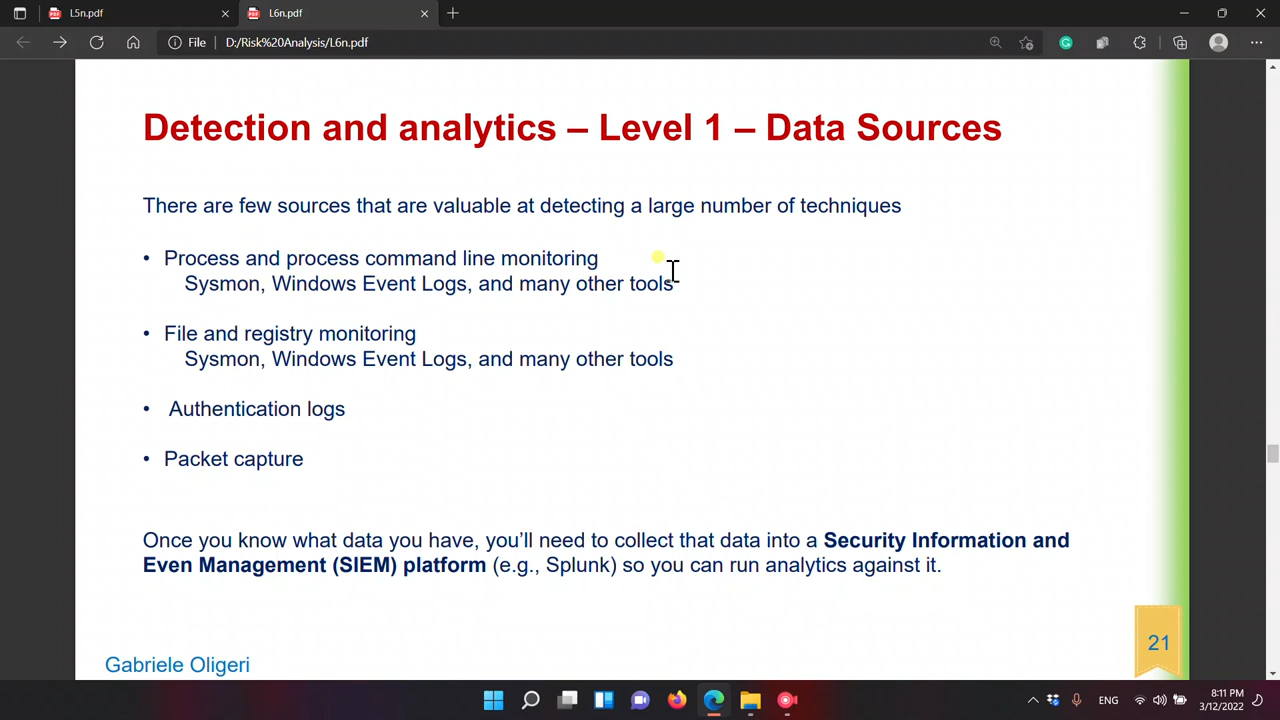 L5n.pdf
L6n.pdf
File
D:/Risk%20Analysis/L6n.pdf
Detection and analytics – Level 1 – Data Sources
There are few sources that are valuable at detecting a large number of techniques
• Process and process command line monitoring
Sysmon, Windows Event Logs, and many other tools
• File and registry monitoring
Sysmon, Windows Event Logs, and many other tools
• Authentication logs
• Packet capture
Once you know what data you have, you'll need to collect that data into a Security Information and
Even Management (SIEM) platform (e.g., Splunk) so you can run analytics against it.
21
Gabriele Oligeri
ENG
8:11 PM
3/12/2022